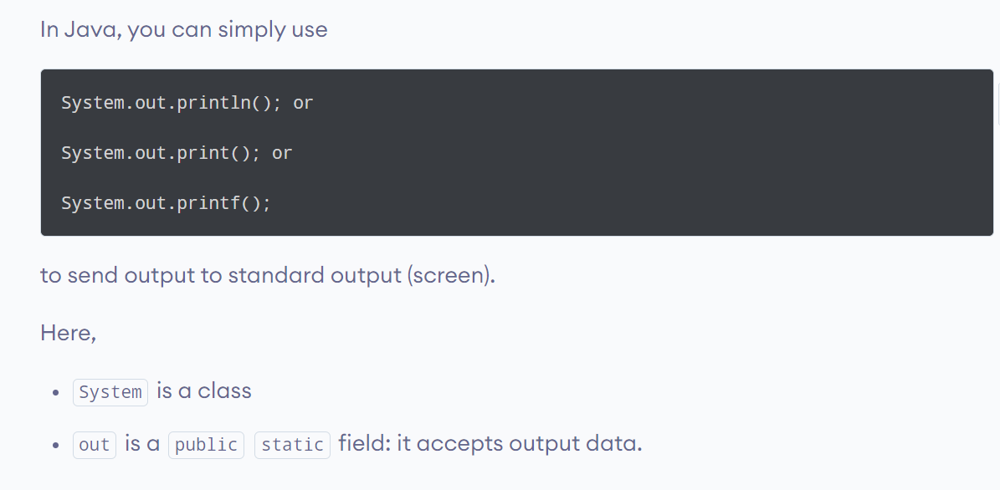 In Java, you can simply use
System.out.println(); or
System.out.print(); or
System.out.printf();
to send output to standard output (screen).
Here,
• System is a class
• out is a public static field: it accepts output data.